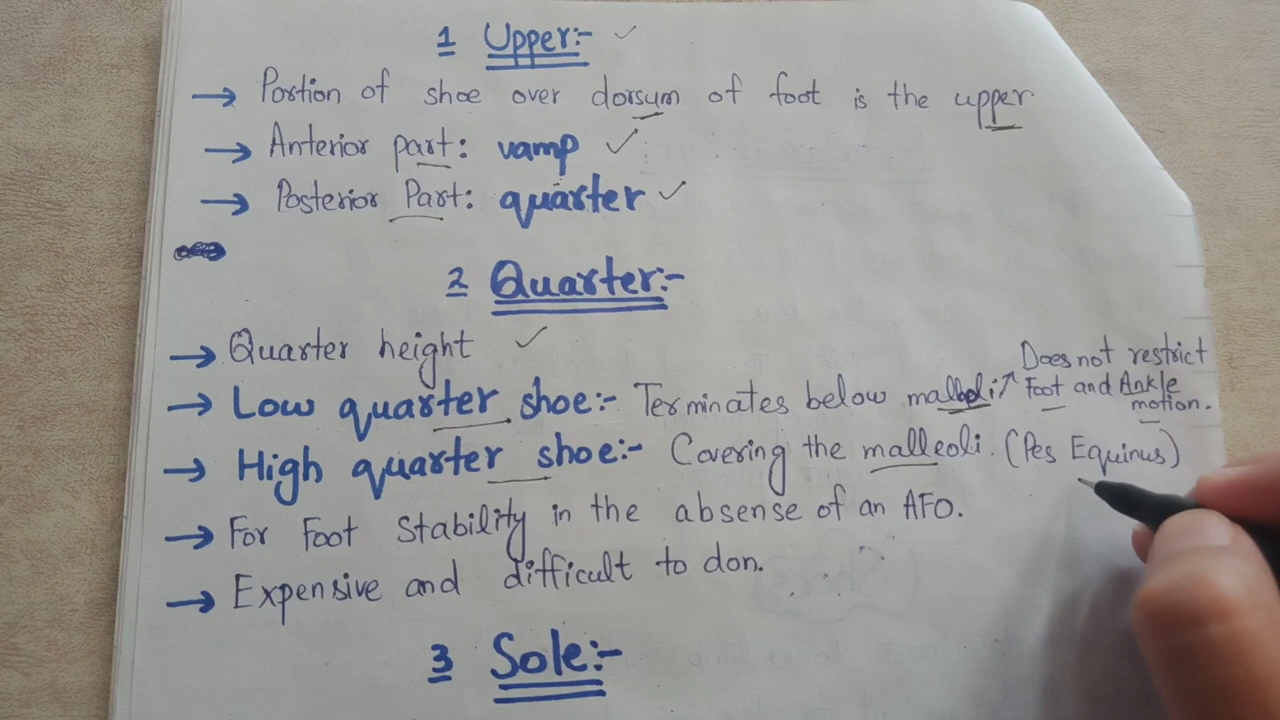 1 Upper:-
→ Portion of shoe over dorsum of foot is the upper
→ Anterior part: vamp
→ Posterior Part: quarter
2 Quarter:-
→ Quarter height
→ Low quarter shoe:- Terminates below malleoli. ↗ Does not restrict
Foot and Ankle
motion.
→ High quarter shoe:- Covering the malleoli. (Pes Equinus)
→ For Foot Stability in the absense of an AFO.
→ Expensive and difficult to don.
3 Sole:-